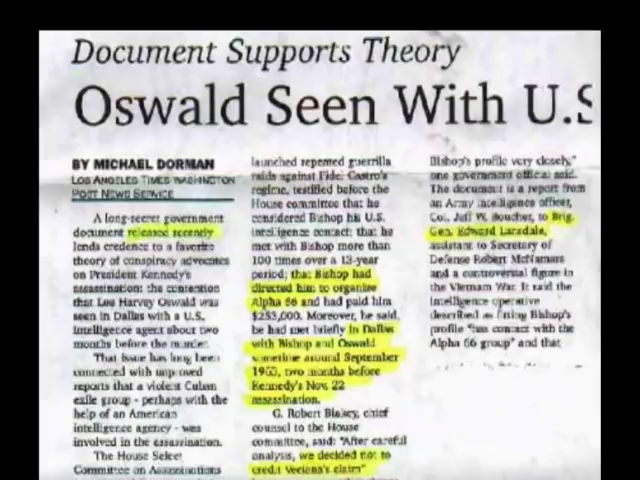 Document Supports Theory
Oswald Seen With U.S
BY MICHAEL DORMAN
LOS ANGELES TIMES-WASHINGTON
POST NEWS SERVICE
A long-secret government
document released recently
lends credence to a favorite
theory of conspiracy advocates
on President Kennedy's
assassination: the contention
that Lee Harvey Oswald was
seen in Dallas with a U.S.
intelligence agent about two
months before the murder.
That issue has long been
connected with unproved
reports that a violent Cuban
exile group - perhaps with the
help of an American
intelligence agency - was
involved in the assassination.
The House Select
Committee on Assassinations
launched repeated guerrilla
raids against Fidel Castro's
regime, testified before the
House committee that he
considered Bishop his U.S.
intelligence contact; that he
met with Bishop more than
100 times over a 13-year
period; that Bishop had
directed him to organize
Alpha 66 and had paid him
$253,000. Moreover, he said,
he had met briefly in Dallas
with Bishop and Oswald
sometime around September
1963, two months before
Kennedy's Nov. 22
assassination.
G. Robert Blakey, chief
counsel to the House
committee, said: "After careful
analysis, we decided not to
credit Veciana's claim"
Bishop's profile very closely,"
one government official said.
The document is a report from
an Army intelligence officer,
Col. Jeff W. Boucher, to Brig.
Gen. Edward Lansdale,
assistant to Secretary of
Defense Robert McNamara
and a controversial figure in
the Vietnam War. It said the
intelligence operative
described as fitting Bishop's
profile "has contact with the
Alpha 66 group" and that